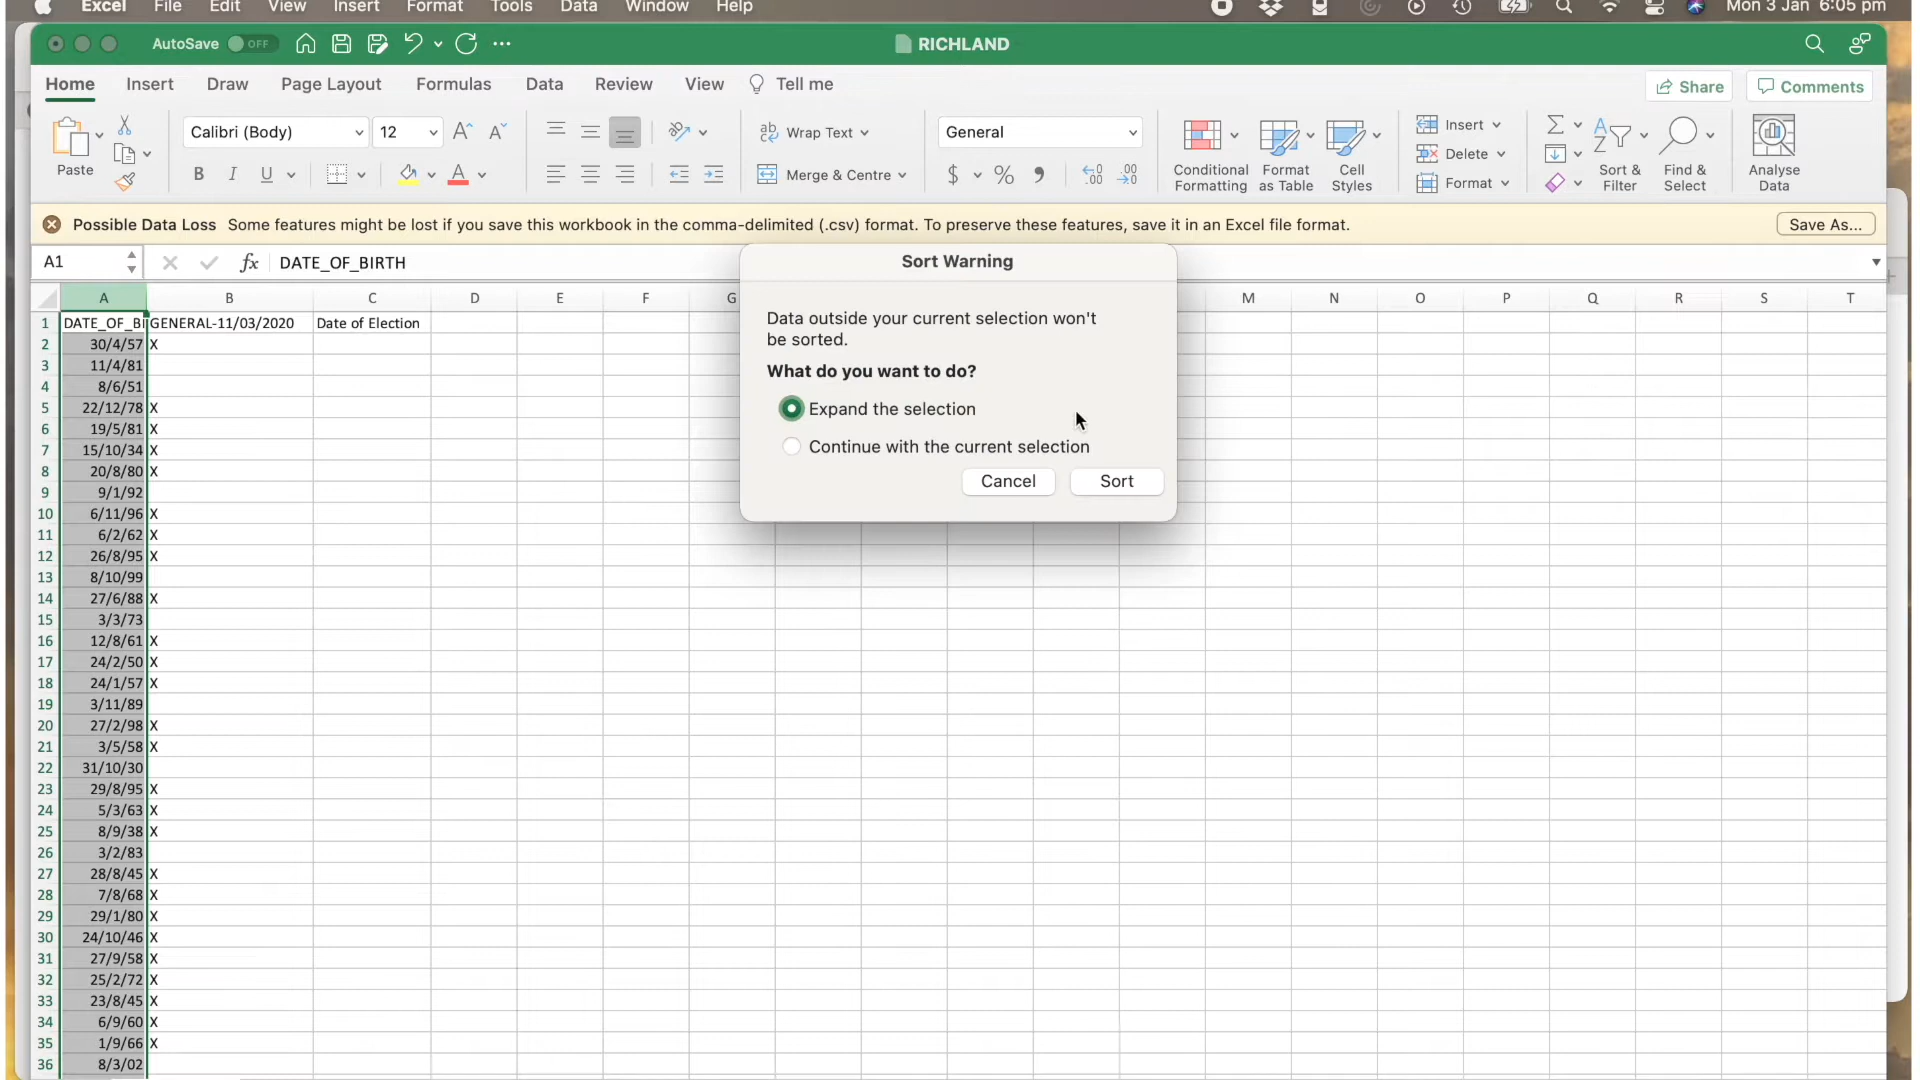 Excel File Edit View Insert Format Tools Data Window Help Mon 3 Jan 6:05 pm
AutoSave OFF RICHLAND
Home Insert Draw Page Layout Formulas Data Review View Tell me Share Comments
Paste Calibri (Body) 12 A A ab Wrap Text General Insert
Delete
B I U A Merge & Centre $ % Format
Conditional Formatting Format as Table Cell Styles Sort & Filter Find & Select Analyse Data
Possible Data Loss Some features might be lost if you save this workbook in the comma-delimited (.csv) format. To preserve these features, save it in an Excel file format. Save As...
A1 fx DATE_OF_BIRTH
Sort Warning
Data outside your current selection won't
be sorted.
What do you want to do?
Expand the selection
Continue with the current selection
Cancel Sort
A B C D E F G M N O P Q R S T
1 DATE_OF_BI GENERAL-11/03/2020 Date of Election
2 30/4/57 X
3 11/4/81
4 8/6/51
5 22/12/78 X
6 19/5/81 X
7 15/10/34 X
8 20/8/80 X
9 9/1/92
10 6/11/96 X
11 6/2/62 X
12 26/8/95 X
13 8/10/99
14 27/6/88 X
15 3/3/73
16 12/8/61 X
17 24/2/50 X
18 24/1/57 X
19 3/11/89
20 27/2/98 X
21 3/5/58 X
22 31/10/30
23 29/8/95 X
24 5/3/63 X
25 8/9/38 X
26 3/2/83
27 28/8/45 X
28 7/8/68 X
29 29/1/80 X
30 24/10/46 X
31 27/9/58 X
32 25/2/72 X
33 23/8/45 X
34 6/9/60 X
35 1/9/66 X
36 8/3/02